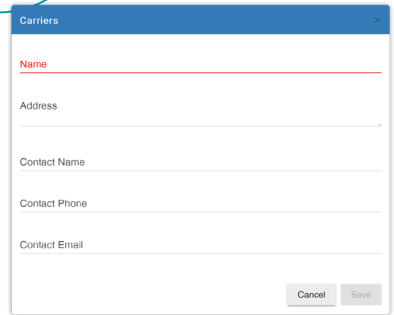 Carriers ×
Name
Address
Contact Name
Contact Phone
Contact Email
Cancel Save